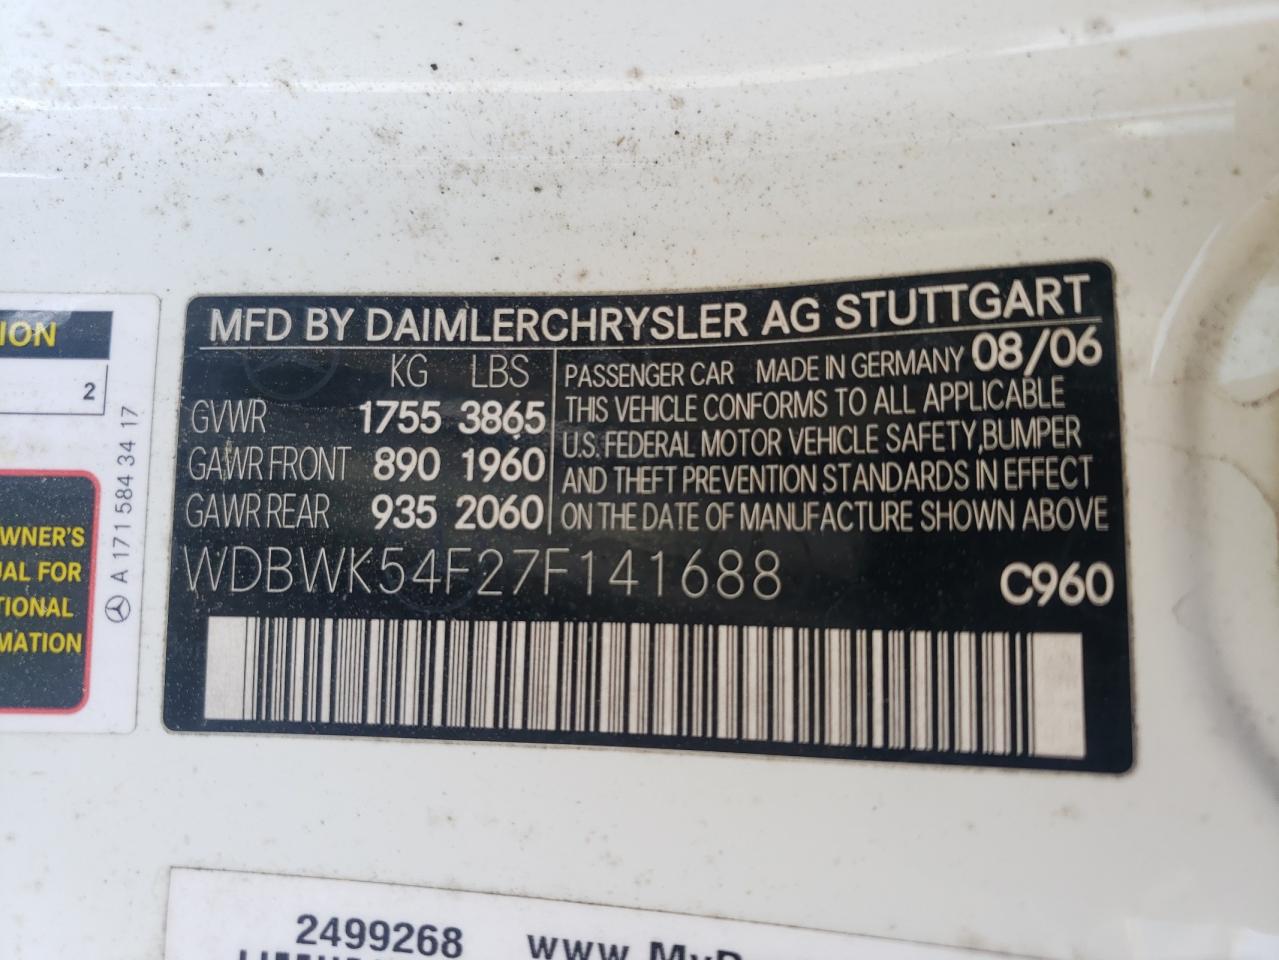 ION
2
A 171 584 34 17
WNER'S
UAL FOR
TIONAL
MATION
MFD BY DAIMLERCHRYSLER AG STUTTGART
KG LBS
GVWR 1755 3865
GAWR FRONT 890 1960
GAWR REAR 935 2060
PASSENGER CAR MADE IN GERMANY 08/06
THIS VEHICLE CONFORMS TO ALL APPLICABLE
U.S. FEDERAL MOTOR VEHICLE SAFETY,BUMPER
AND THEFT PREVENTION STANDARDS IN EFFECT
ON THE DATE OF MANUFACTURE SHOWN ABOVE
WDBWK54F27F141688 C960
2499268 www.MyD